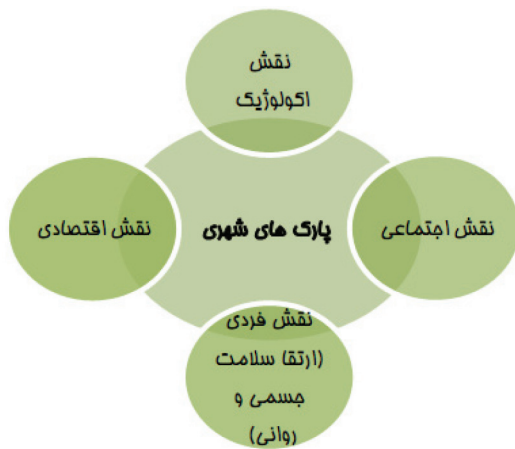 نقش
اکولوژیک
نقش اجتماعی
پارک های شهری
نقش اقتصادی
نقش فردی
(ارتقا سلامت
جسمی و
روانی)